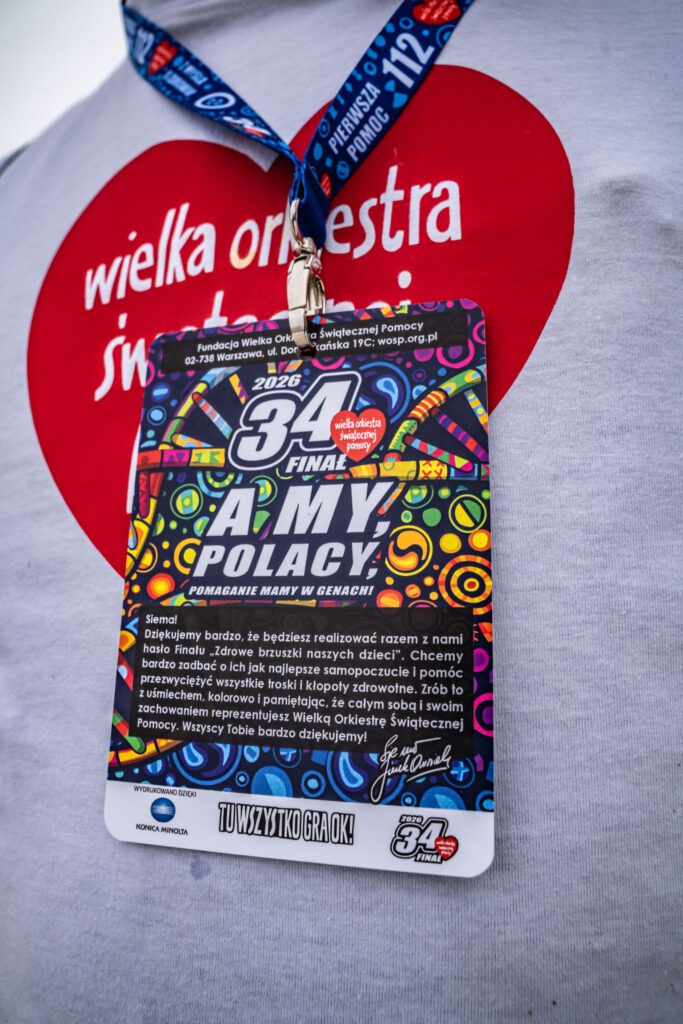 112
PIERWSZA
POMOC
112
wielka orkiestra
Fundacja Wielka Orkiestra Świątecznej Pomocy
02-738 Warszawa, ul. 19C; wosp.org.pl
2026
34
FINAŁ
wielka orkiestra
świątecznej
pomocy
A MY,
POLACY,
POMAGANIE MAMY W GENACH!
Siema!
Dziękujemy bardzo, że będziesz realizować razem z nami
hasło Finału „Zdrowe brzuszki naszych dzieci”. Chcemy
bardzo zadbać o ich jak najlepsze samopoczucie i pomóc
przezwyciężyć wszystkie troski i kłopoty zdrowotne. Zrób to
z uśmiechem, kolorowo i pamiętając, że całym sobą i swoim
zachowaniem reprezentujesz Wielką Orkiestrę Świątecznej
Pomocy. Wszyscy Tobie bardzo dziękujemy!
WYDRUKOWANO DZIĘKI
KONICA MINOLTA
TU WSZYSTKO GRA OK!
2026
34
FINAŁ